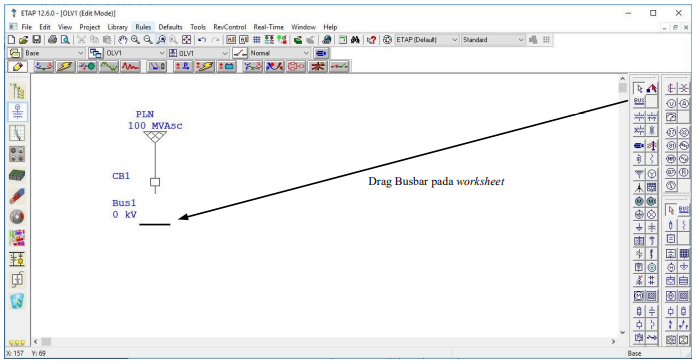 ETAP 12.6.0 - [OLV1 (Edit Mode)]
File Edit View Project Library Rules Defaults Tools RevControl Real-Time Window Help
ETAP (Default) Standard
Base OLV1 OLV1 Normal
BUS
PLN
100 MVAsc
CB1
Bus1
0 kV
Drag Busbar pada worksheet
BUS
X: 157 Y: 69 Base